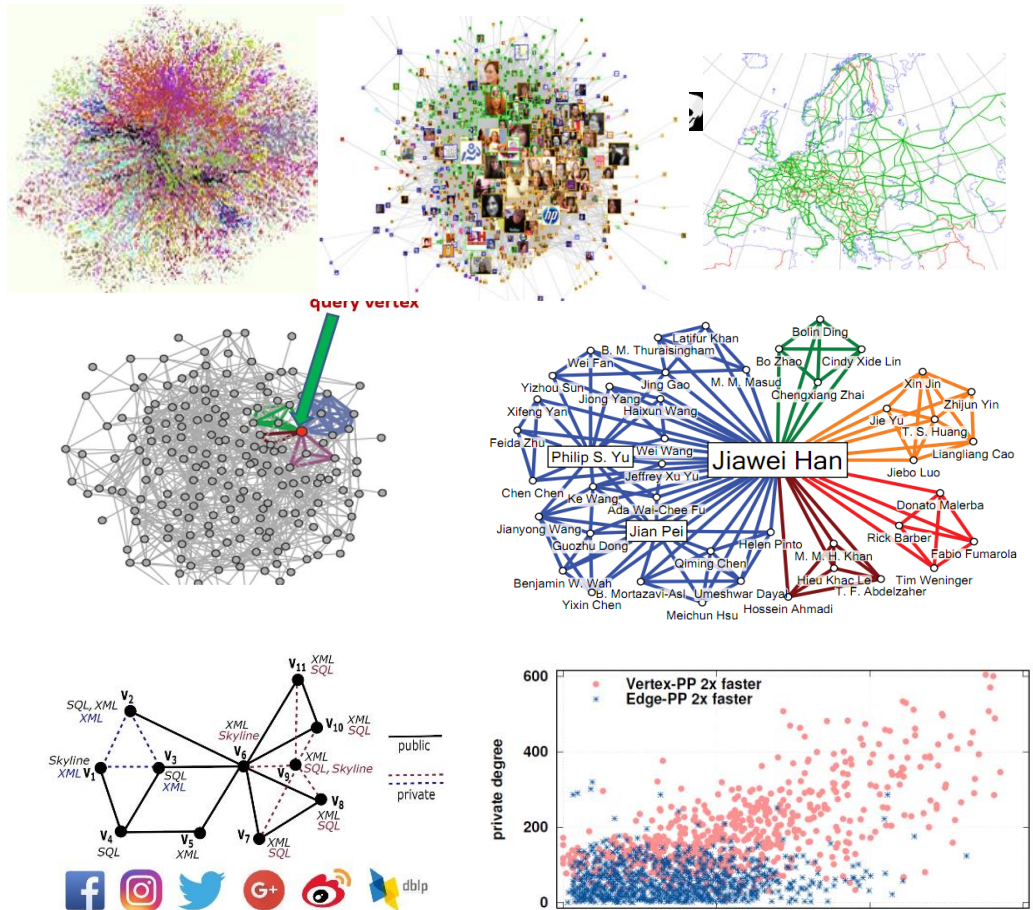 hp
query vertex
Bolin Ding
Latifur Khan
B. M. Thuraisingham
Bo Zhao
Cindy Xide Lin
Wei Fan
Jing Gao
M. M. Masud
Xin Jin
Yizhou Sun
Chengxiang Zhai
Jiong Yang
Zhijun Yin
Xifeng Yan
Haixun Wang
Jie Yu
T. S. Huang
Feida Zhu
Wei Wang
Liangliang Cao
Philip S. Yu
Jiawei Han
Jiebo Luo
Jeffrey Xu Yu
Chen Chen
Ke Wang
Donato Malerba
Ada Wai-Chee Fu
Jianyong Wang
Jian Pei
Rick Barber
Guozhu Dong
Helen Pinto
M. M. H. Khan
Fabio Fumarola
Qiming Chen
Benjamin W. Wah
Hieu Khac Le
Tim Weninger
Yixin Chen
B. Mortazavi-Asl
Umeshwar Dayal
T. F. Abdelzaher
Meichun Hsu
Hossein Ahmadi
v11 XML
SQL
v2
SQL, XML
XML
XML
Skyline
v10 XML
SQL
public
v6
Skyline
XML
v1
v3
SQL
XML
v9
XML
SQL, Skyline
private
v8
XML
SQL
v4
SQL
v5
XML
v7
XML
SQL
f
G+
dblp
600
Vertex-PP 2x faster
Edge-PP 2x faster
400
private degree
200
0